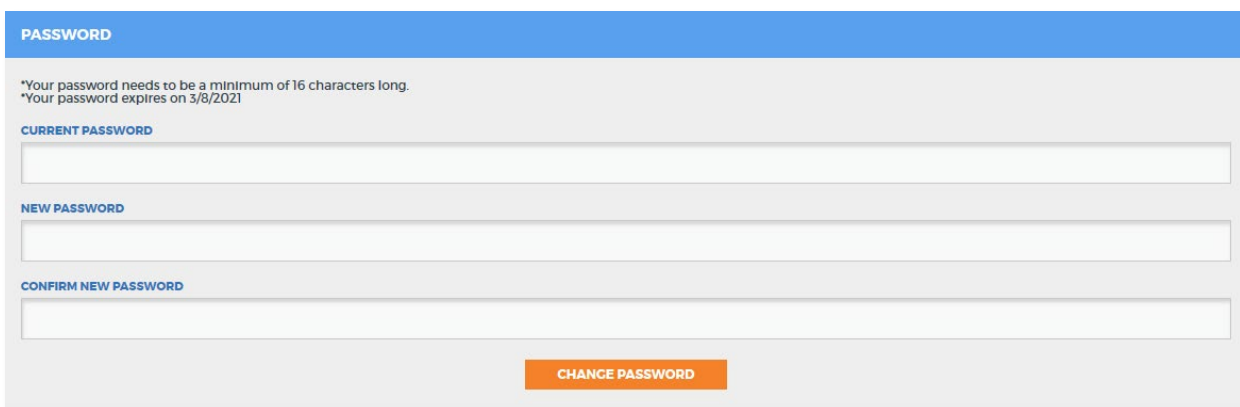 PASSWORD
*Your password needs to be a minimum of 16 characters long.
*Your password expires on 3/8/2021
CURRENT PASSWORD
NEW PASSWORD
CONFIRM NEW PASSWORD
CHANGE PASSWORD